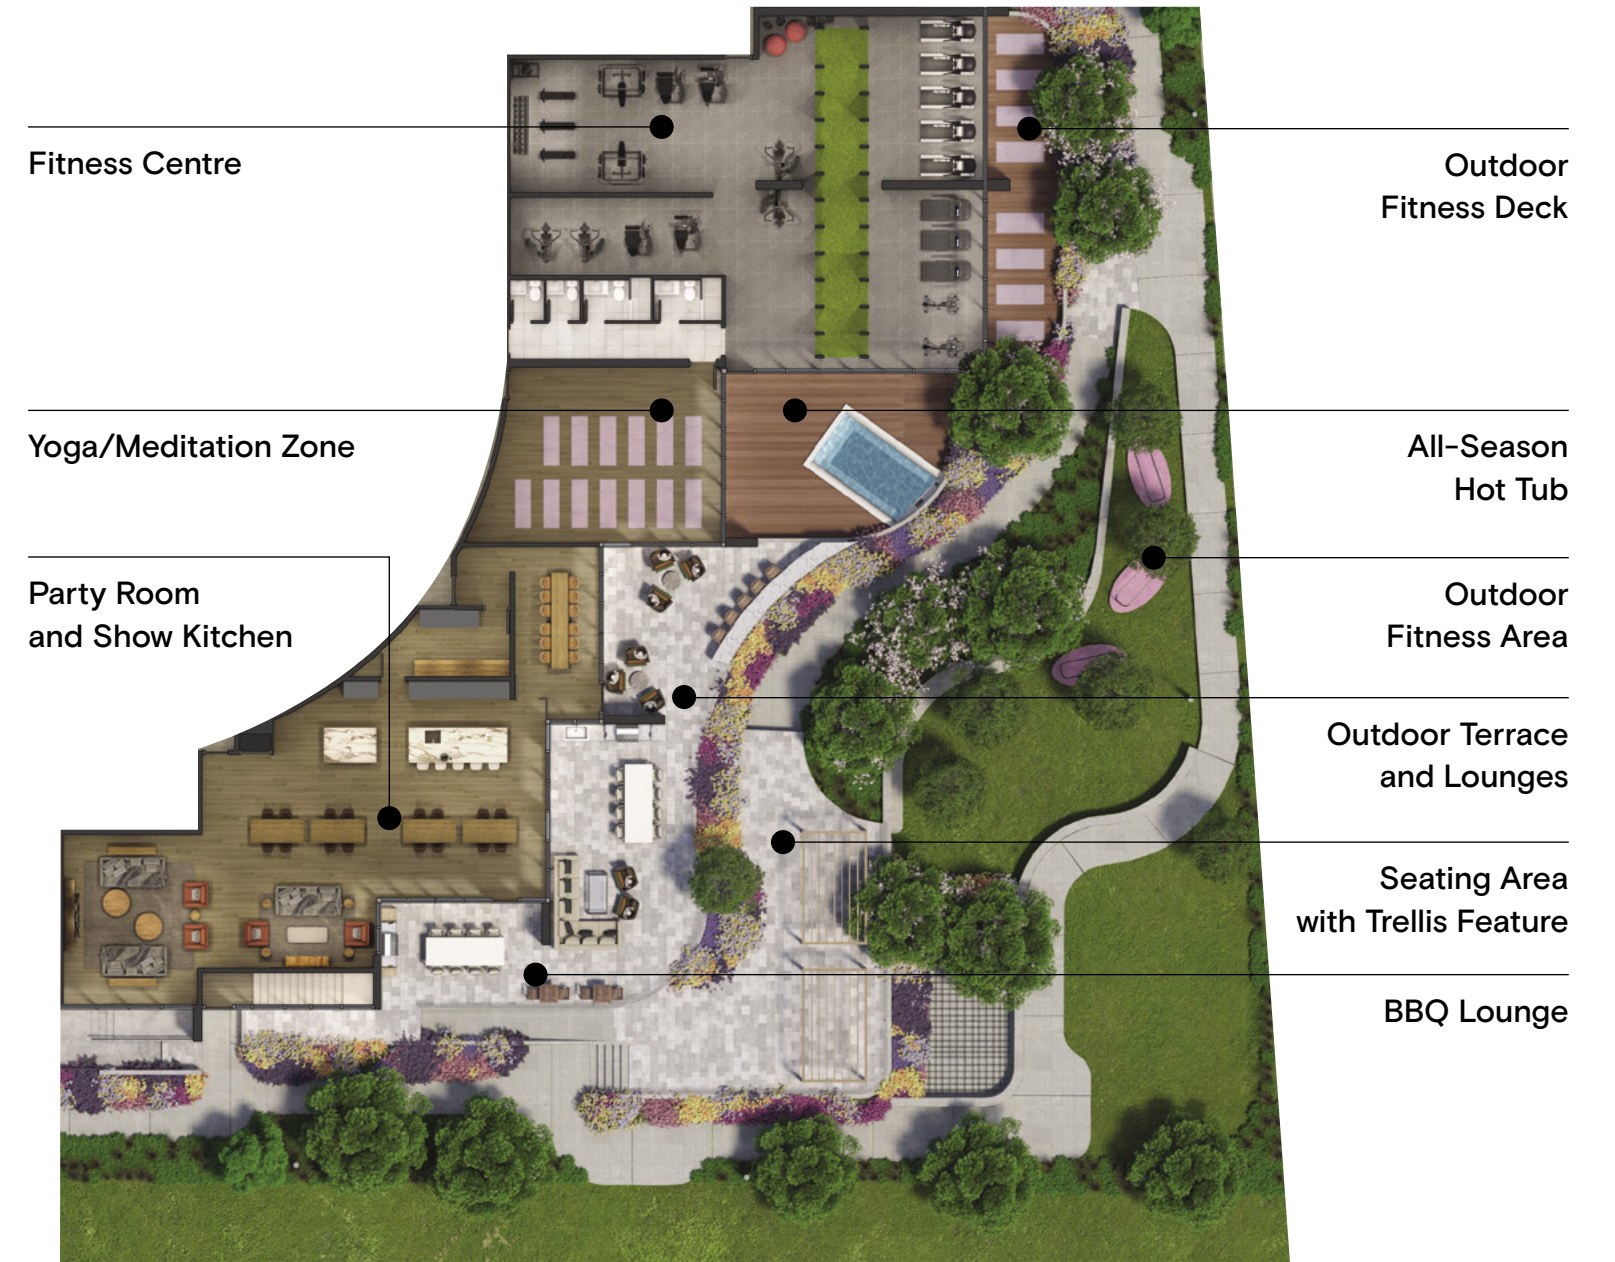 Fitness Centre
Yoga/Meditation Zone
Party Room
and Show Kitchen
Outdoor
Fitness Deck
All-Season
Hot Tub
Outdoor
Fitness Area
Outdoor Terrace
and Lounges
Seating Area
with Trellis Feature
BBQ Lounge